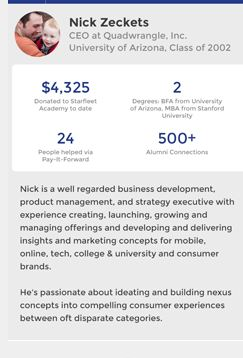 Nick Zeckets
CEO at Quadwrangle, Inc.
University of Arizona, Class of 2002
$4,325
Donated to Starfleet
Academy to date
2
Degrees: BFA from University
of Arizona, MBA from Stanford
University
24
People helped via
Pay-It-Forward
500+
Alumni Connections
Nick is a well regarded business development,
product management, and strategy executive with
experience creating, launching, growing and
managing offerings and developing and delivering
insights and marketing concepts for mobile,
online, tech, college & university and consumer
brands.
He's passionate about ideating and building nexus
concepts into compelling consumer experiences
between oft disparate categories.